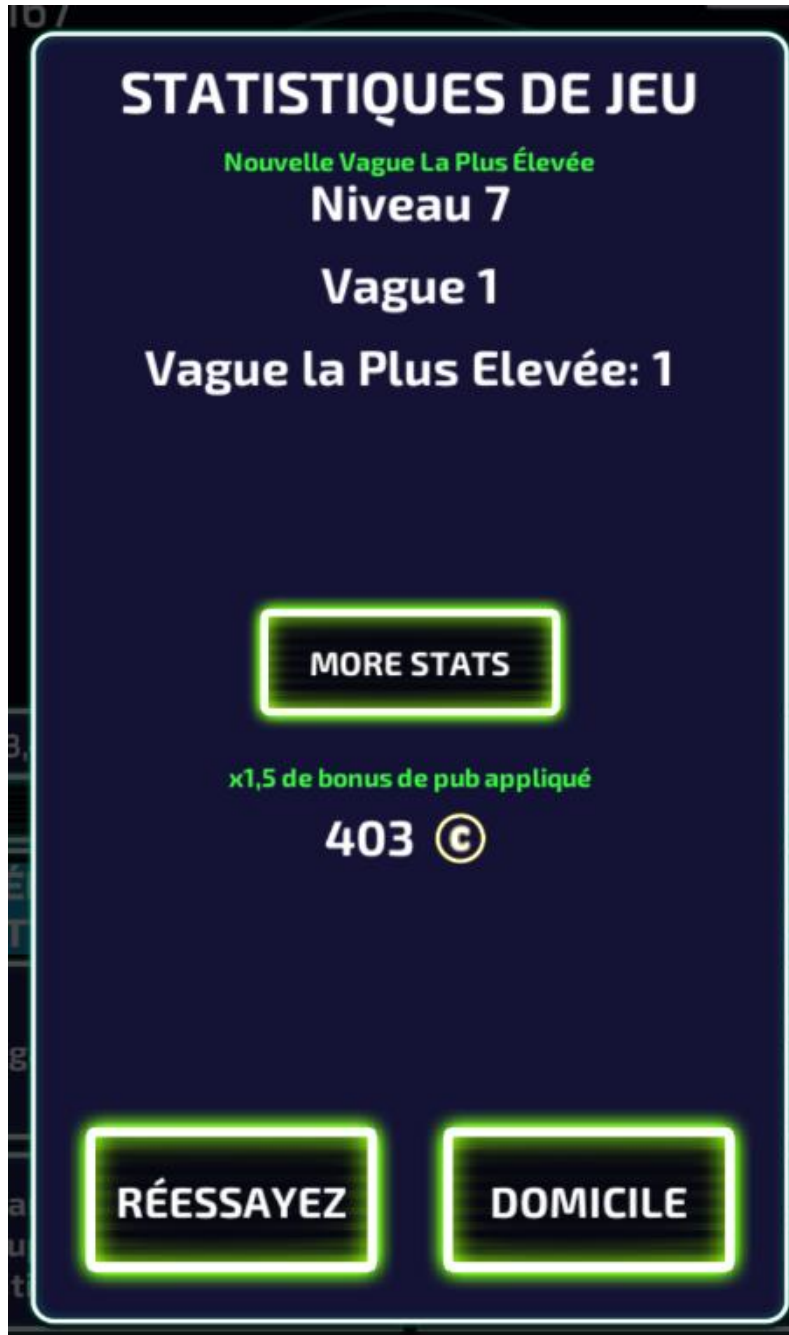 167
STATISTIQUES DE JEU
Nouvelle Vague La Plus Élevée
Niveau 7
Vague 1
Vague la Plus Elevée: 1
MORE STATS
x1,5 de bonus de pub appliqué
403 C
RÉESSAYEZ
DOMICILE